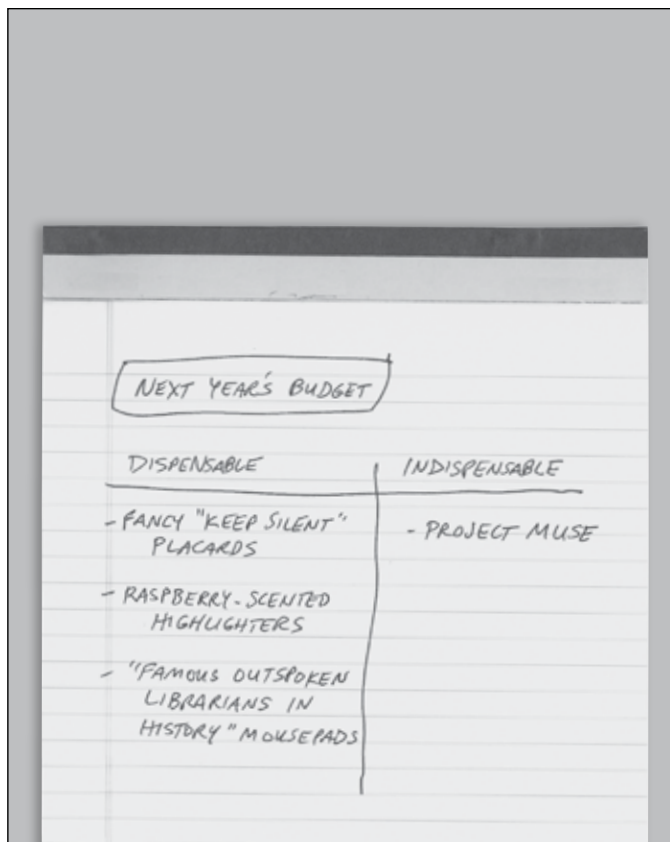 NEXT YEAR'S BUDGET
DISPENSABLE
- FANCY "KEEP SILENT"
PLACARDS
- RASPBERRY-SCENTED
HIGHLIGHTERS
- "FAMOUS OUTSPOKEN
LIBRARIANS IN
HISTORY" MOUSEPADS
INDISPENSABLE
- PROJECT MUSE